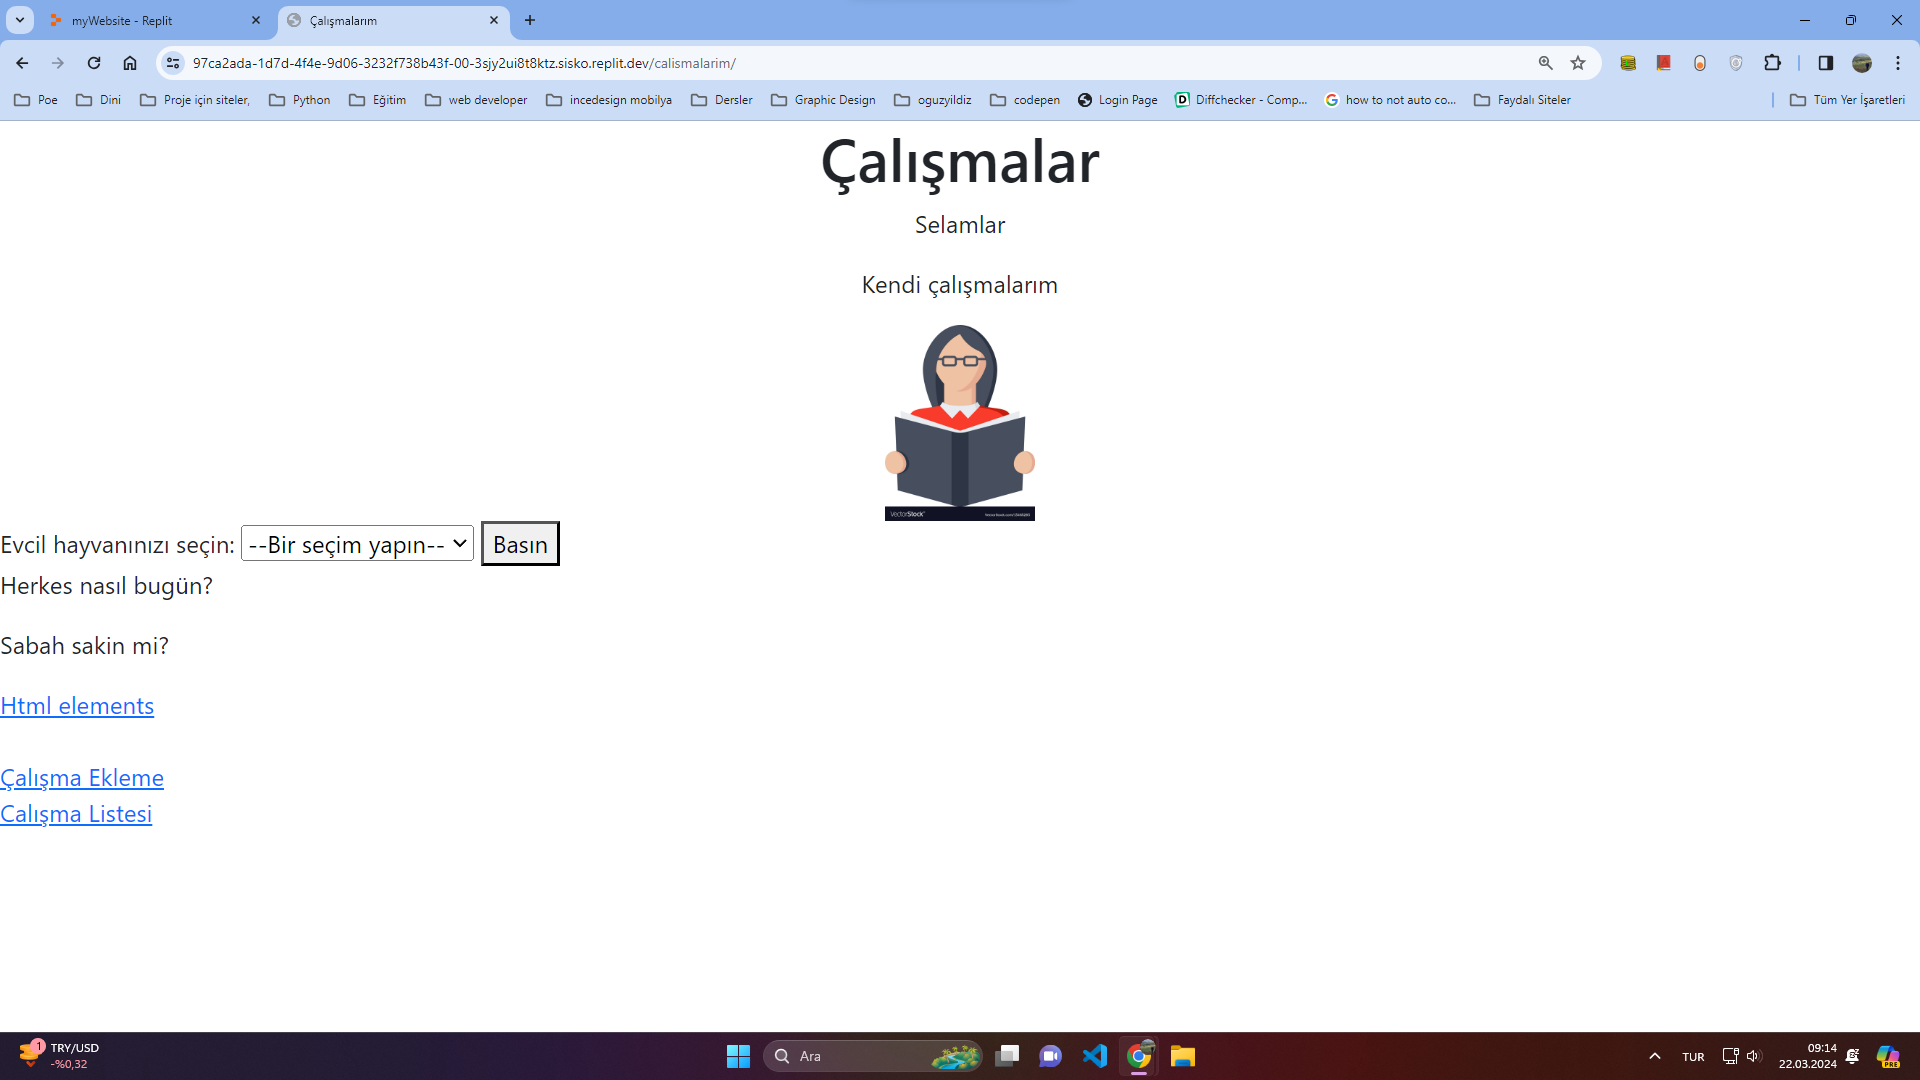 myWebsite - Replit
Çalışmalarım
97ca2ada-1d7d-4f4e-9d06-3232f738b43f-00-3sjy2ui8t8ktz.sisko.replit.dev/calismalarim/
Poe Dini Proje için siteler, Python Eğitim web developer incedesign mobilya Dersler Graphic Design oguzyildiz codepen Login Page Diffchecker - Comp... how to not auto co... Faydalı Siteler Tüm Yer İşaretleri
Çalışmalar
Selamlar
Kendi çalışmalarım
VectorStock
Evcil hayvanınızı seçin: --Bir seçim yapın-- Basın
Herkes nasıl bugün?
Sabah sakin mi?
Html elements
Çalışma Ekleme
Calışma Listesi
1
TRY/USD
-%0,32
Ara
TUR
09:14
22.03.2024
PRE